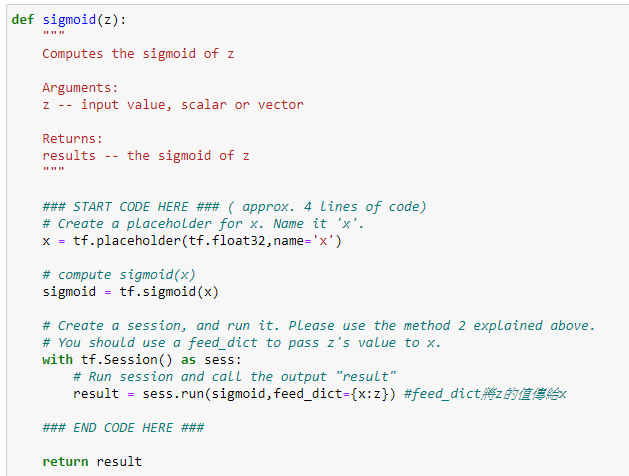 def sigmoid(z):
"""
Computes the sigmoid of z
Arguments:
z -- input value, scalar or vector
Returns:
results -- the sigmoid of z
"""
### START CODE HERE ### ( approx. 4 lines of code)
# Create a placeholder for x. Name it 'x'.
x = tf.placeholder(tf.float32,name='x')
# compute sigmoid(x)
sigmoid = tf.sigmoid(x)
# Create a session, and run it. Please use the method 2 explained above.
# You should use a feed_dict to pass z's value to x.
with tf.Session() as sess:
# Run session and call the output "result"
result = sess.run(sigmoid,feed_dict={x:z}) #feed_dict將z的值傳給x
### END CODE HERE ###
return result